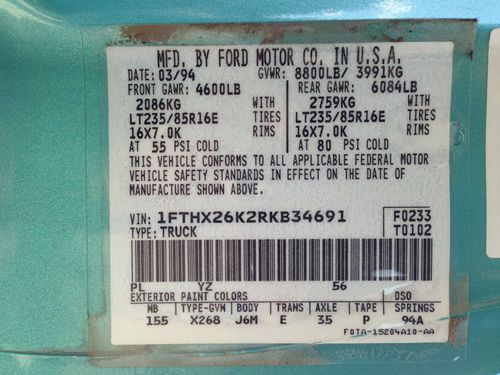 MFD. BY FORD MOTOR CO. IN U.S.A.
DATE: 03/94 GVWR: 8800LB/ 3991KG
FRONT GAWR: 4600LB REAR GAWR: 6084LB
2086KG WITH 2759KG WITH
LT235/85R16E TIRES LT235/85R16E TIRES
16X7.0K RIMS 16X7.0K RIMS
AT 55 PSI COLD AT 80 PSI COLD
THIS VEHICLE CONFORMS TO ALL APPLICABLE FEDERAL MOTOR
VEHICLE SAFETY STANDARDS IN EFFECT ON THE DATE OF
MANUFACTURE SHOWN ABOVE.
VIN: 1FTHX26K2RKB34691 F0233
TYPE: TRUCK T0102
PL YZ 56
EXTERIOR PAINT COLORS DSO
WB TYPE-GVW BODY TRANS AXLE TAPE SPRINGS
155 X268 J6M E 35 P 94A
F0TA-15204A10-AA